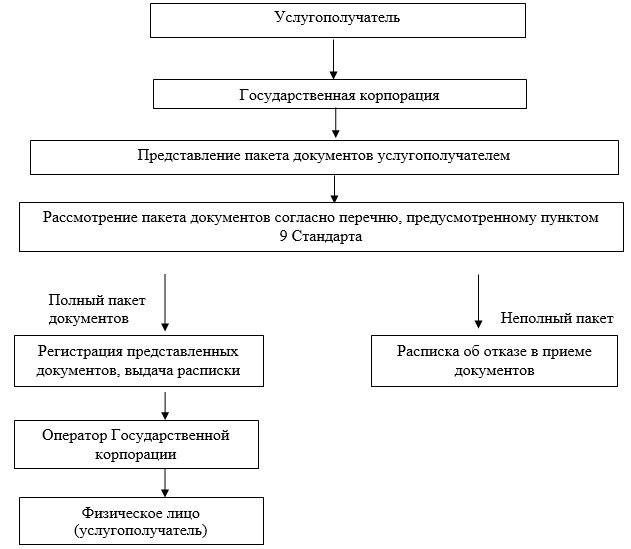 Услугополучатель
Государственная корпорация
Представление пакета документов услугополучателем
Рассмотрение пакета документов согласно перечню, предусмотренному пунктом
9 Стандарта
Полный пакет
документов
Неполный пакет
Регистрация представленных
документов, выдача расписки
Расписка об отказе в приеме
документов
Оператор Государственной
корпорации
Физическое лицо
(услугополучатель)